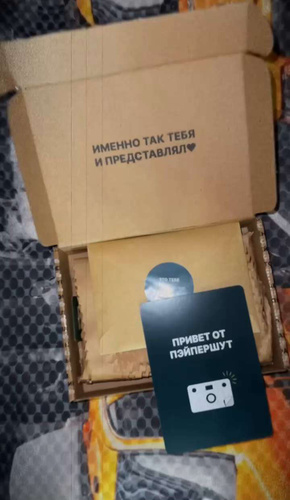 ИМЕННО ТАК ТЕБЯ
И ПРЕДСТАВЛЯЛ♥
ПРИВЕТ ОТ
ПЭЙПЕРШУТ